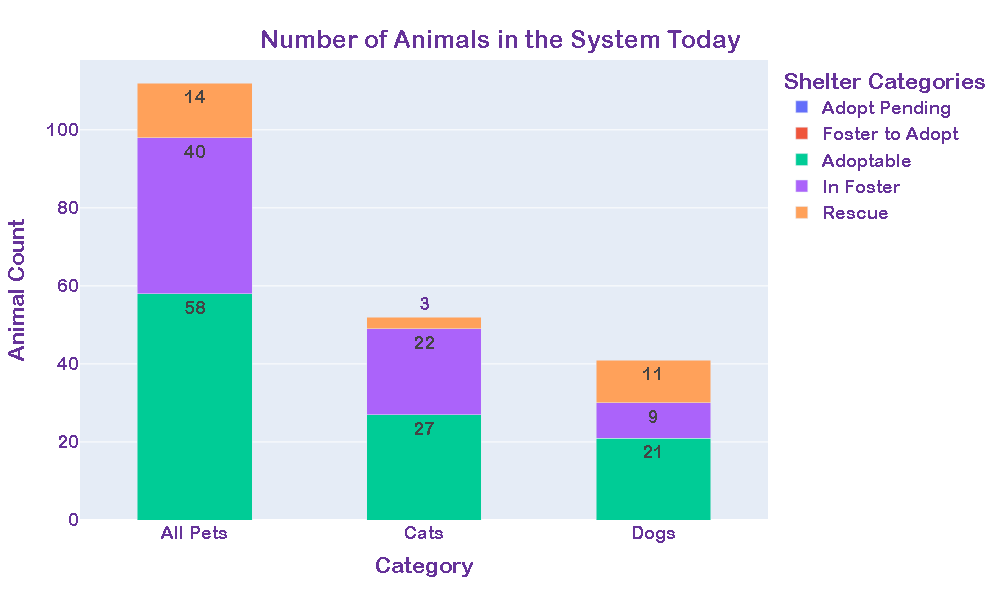 Number of Animals in the System Today
Shelter Categories
Adopt Pending
Foster to Adopt
Adoptable
In Foster
Rescue
Animal Count
100
80
60
40
20
0
14
40
58
3
22
27
11
9
21
All Pets
Cats
Dogs
Category